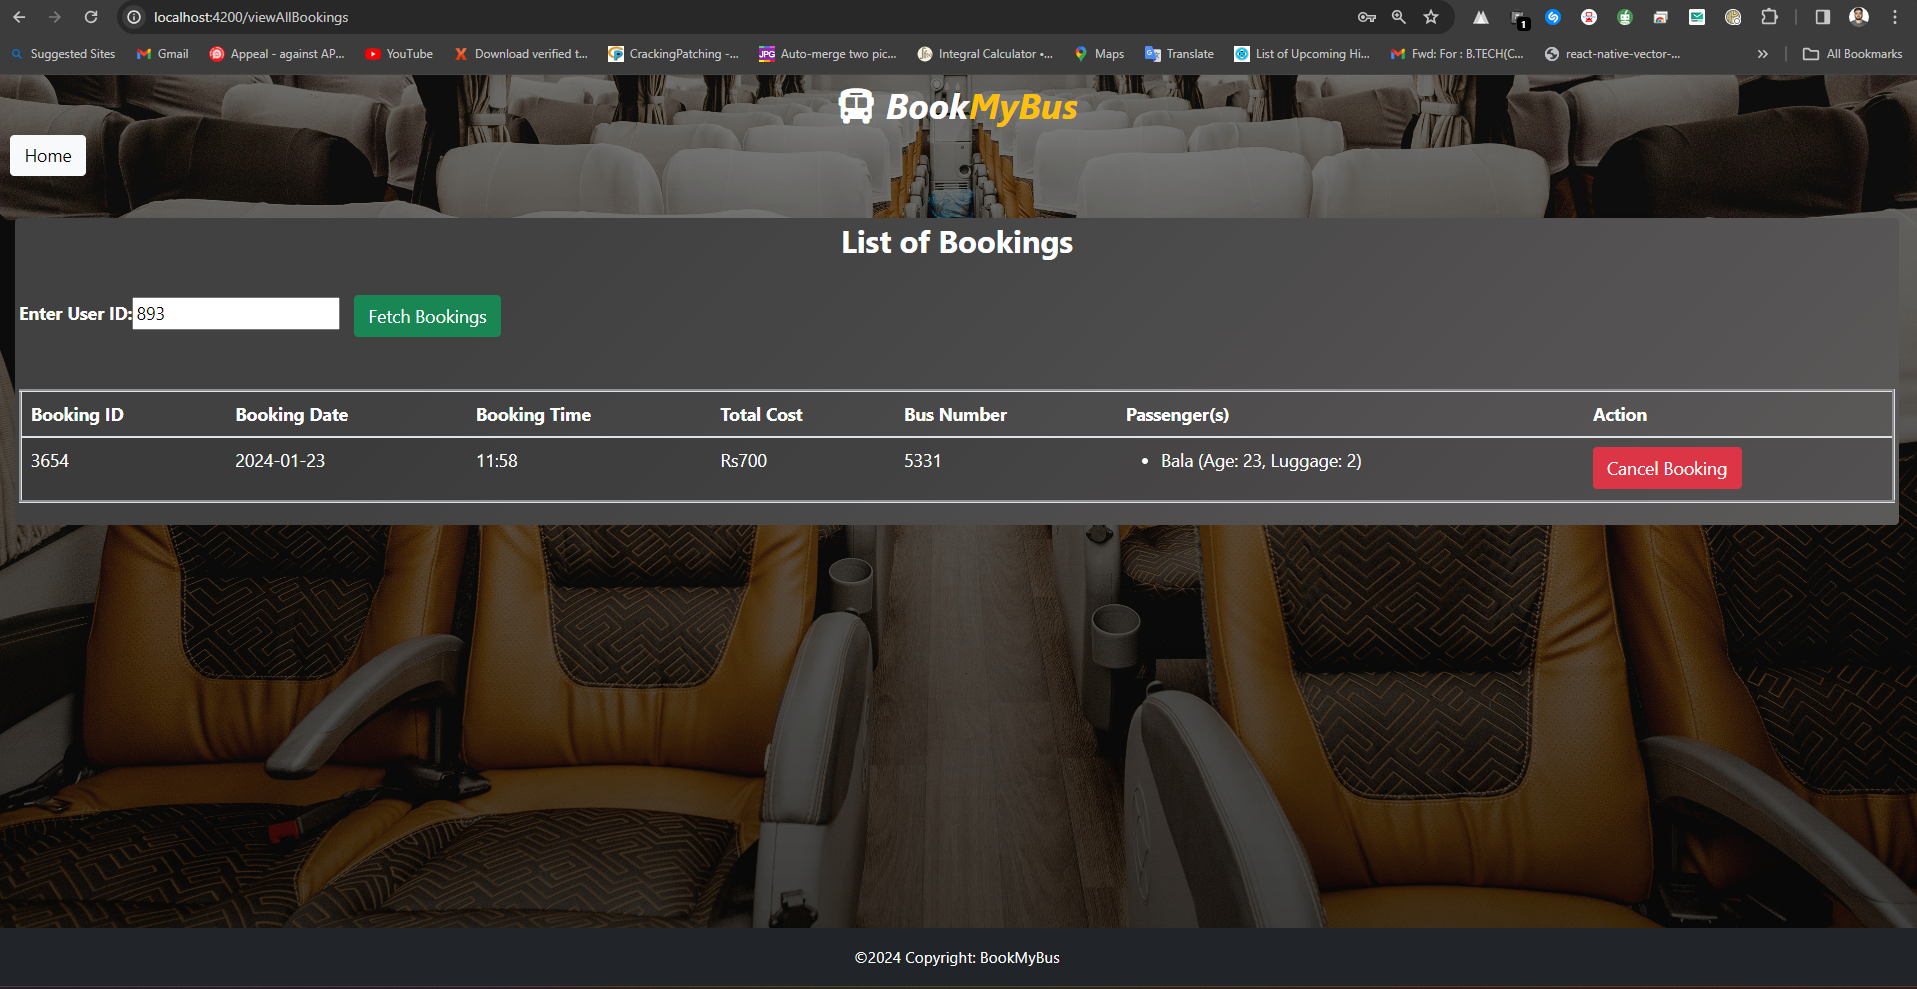 localhost:4200/viewAllBookings
1
Suggested Sites
Gmail
Appeal - against AP...
YouTube
Download verified t...
CrackingPatching -...
JPG
Auto-merge two pic...
Integral Calculator •...
Maps
Translate
List of Upcoming Hi...
Fwd: For : B.TECH(C...
react-native-vector-...
All Bookmarks
BookMyBus
Home
List of Bookings
Enter User ID: 893 Fetch Bookings
Booking ID Booking Date Booking Time Total Cost Bus Number Passenger(s) Action
3654 2024-01-23 11:58 Rs700 5331 • Bala (Age: 23, Luggage: 2) Cancel Booking
©2024 Copyright: BookMyBus